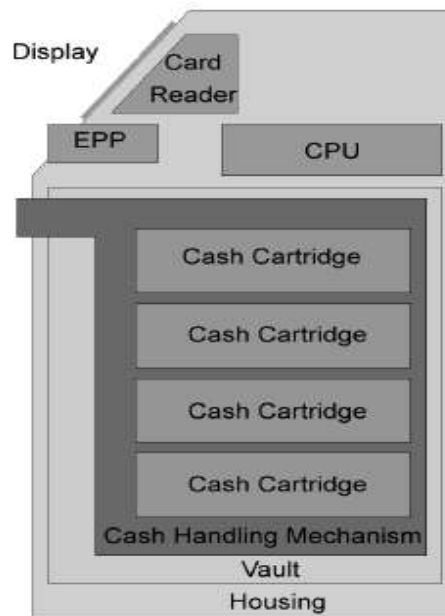 Display
Card
Reader
EPP
CPU
Cash Cartridge
Cash Cartridge
Cash Cartridge
Cash Cartridge
Cash Handling Mechanism
Vault
Housing